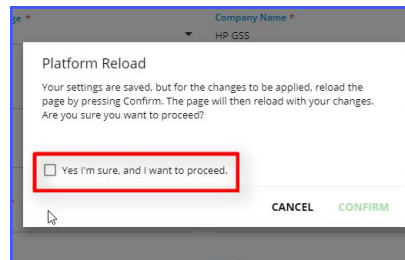 ge *
Company Name *
HP GSS
Platform Reload
Your settings are saved, but for the changes to be applied, reload the
page by pressing Confirm. The page will then reload with your changes.
Are you sure you want to proceed?
Yes I'm sure, and I want to proceed.
CANCEL CONFIRM